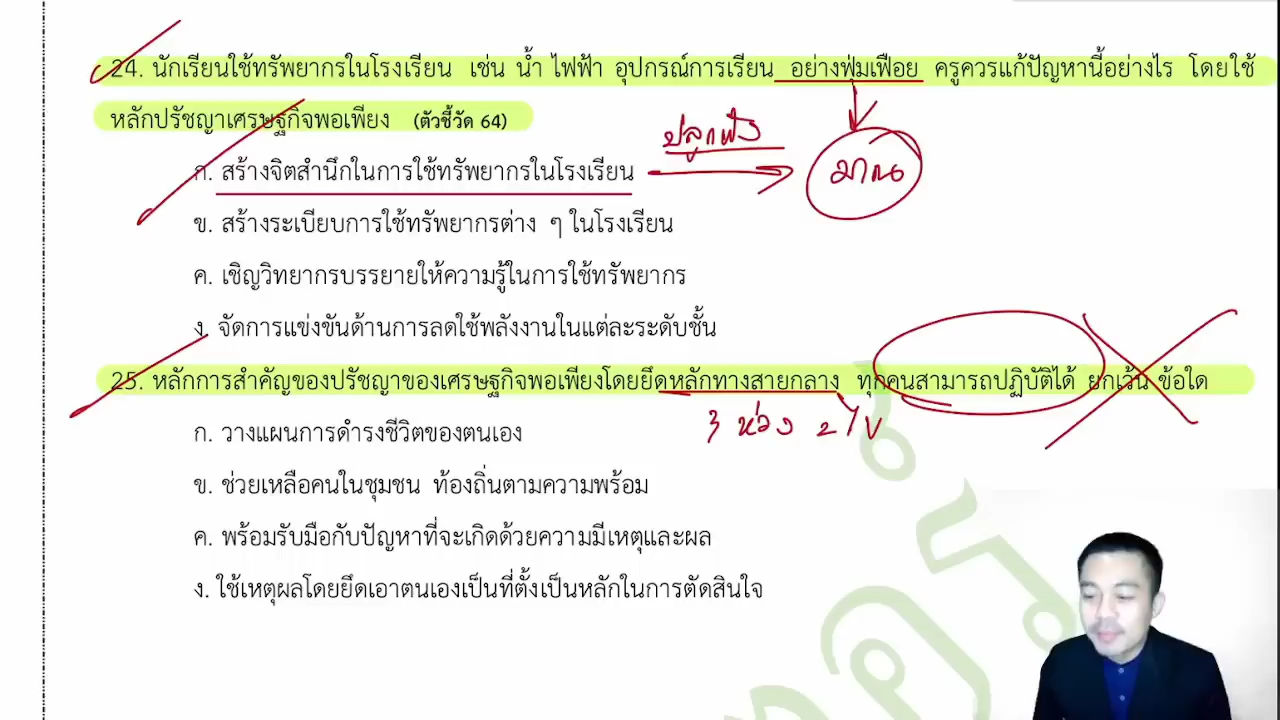 24. นักเรียนใช้ทรัพยากรในโรงเรียน เช่น น้ำ ไฟฟ้า อุปกรณ์การเรียน อย่างฟุ่มเฟือย ครูควรแก้ปัญหานี้อย่างไร โดยใช้
หลักปรัชญาเศรษฐกิจพอเพียง (ตัวชี้วัด 64)
ปลูกฝัง
ก. สร้างจิตสำนึกในการใช้ทรัพยากรในโรงเรียน
ข. สร้างระเบียบการใช้ทรัพยากรต่าง ๆ ในโรงเรียน
ค. เชิญวิทยากรบรรยายให้ความรู้ในการใช้ทรัพยากร
ง. จัดการแข่งขันด้านการลดใช้พลังงานในแต่ละระดับชั้น
25. หลักการสำคัญของปรัชญาของเศรษฐกิจพอเพียงโดยยึดหลักทางสายกลาง ทุกคนสามารถปฏิบัติได้ ยกเว้น ข้อใด
3 ห่วง 2
ก. วางแผนการดำรงชีวิตของตนเอง
ข. ช่วยเหลือคนในชุมชน ท้องถิ่นตามความพร้อม
ค. พร้อมรับมือกับปัญหาที่จะเกิดด้วยความมีเหตุและผล
ง. ใช้เหตุผลโดยยึดเอาตนเองเป็นที่ตั้งเป็นหลักในการตัดสินใจ